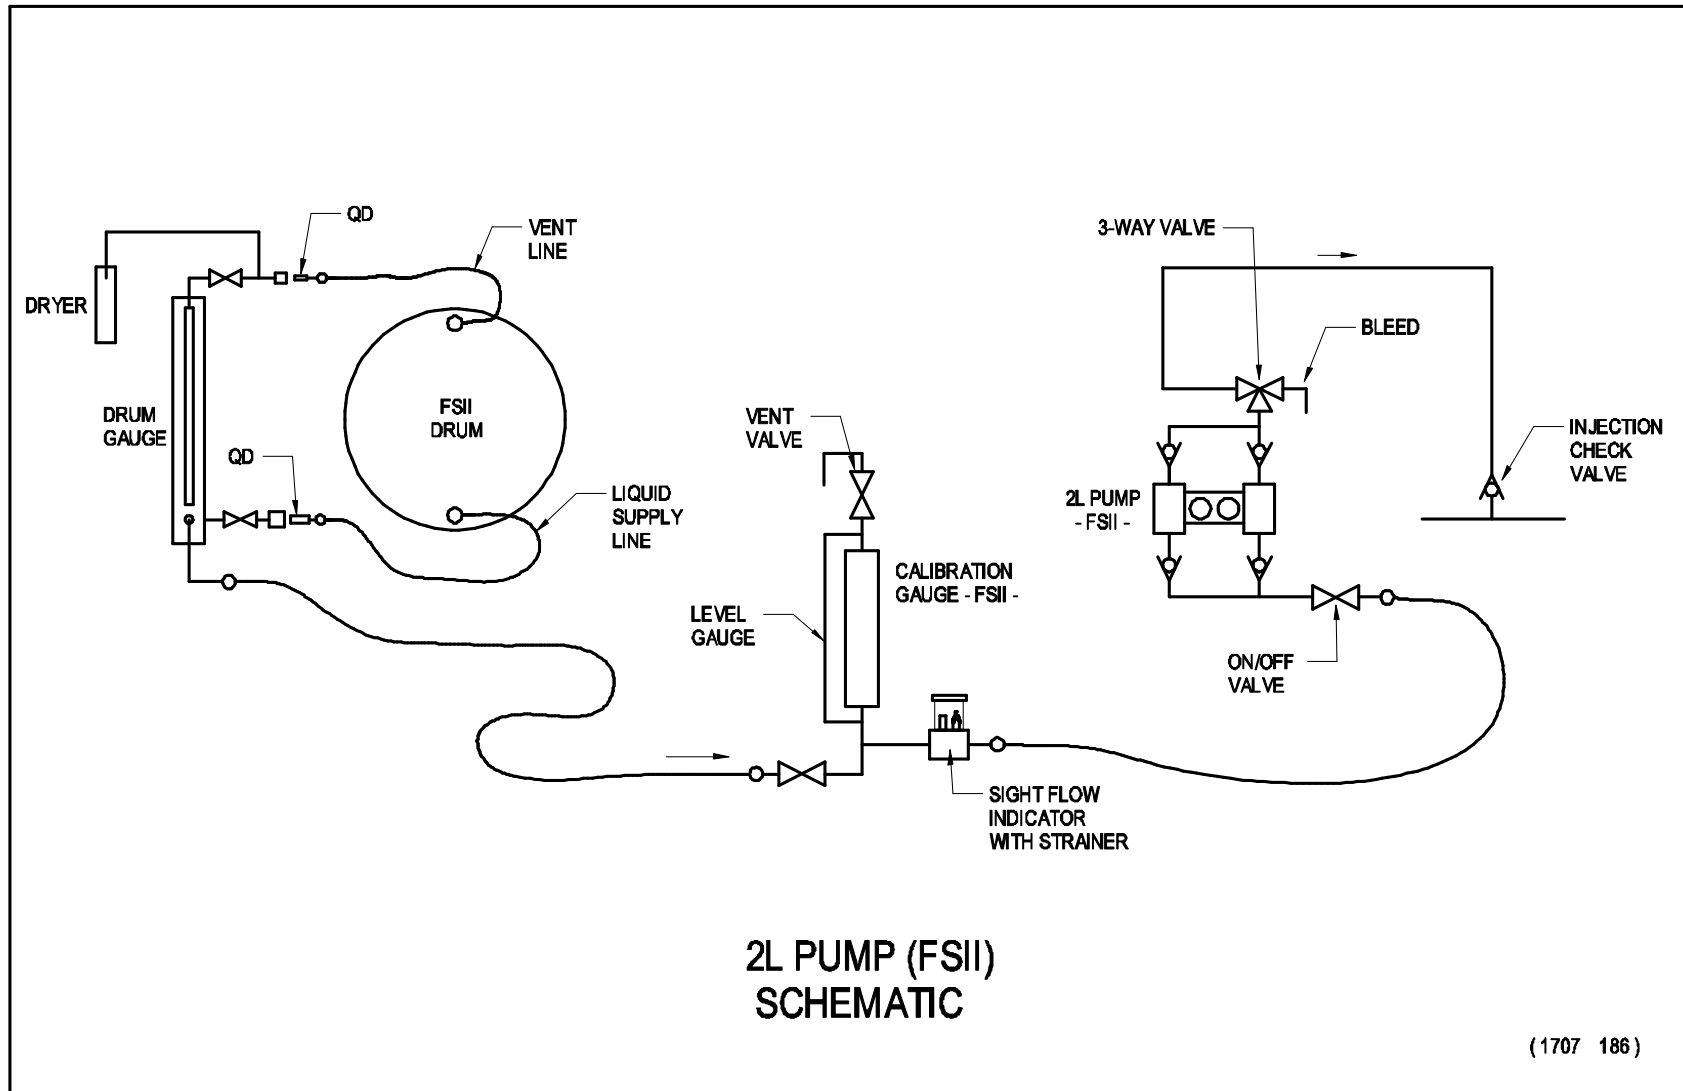 QD
VENT
LINE
3-WAY VALVE
DRYER
BLEED
DRUM
GAUGE
FSII
DRUM
VENT
VALVE
INJECTION
CHECK
VALVE
QD
LIQUID
SUPPLY
LINE
2L PUMP
- FSII -
CALIBRATION
GAUGE - FSII -
LEVEL
GAUGE
ON/OFF
VALVE
SIGHT FLOW
INDICATOR
WITH STRAINER
2L PUMP (FSII)
SCHEMATIC
(1707 186)